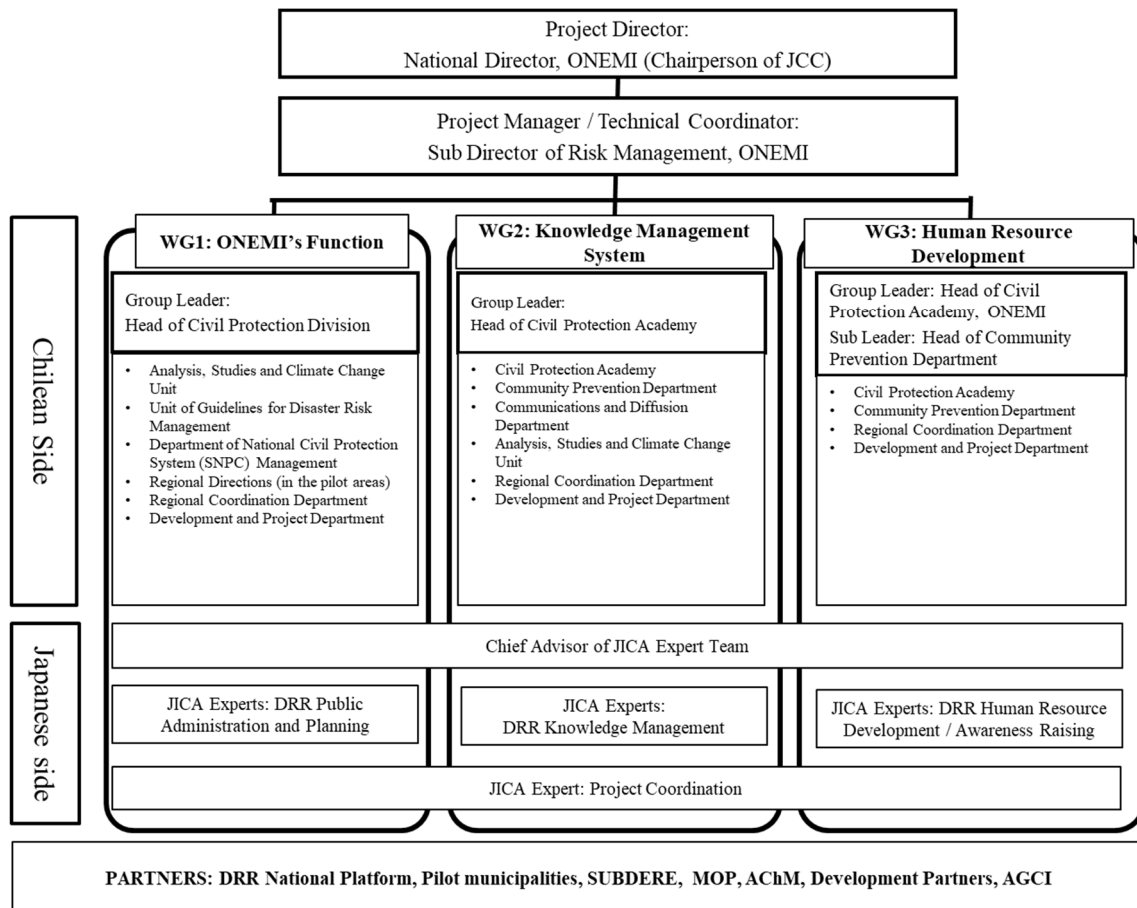 Project Director:
National Director, ONEMI (Chairperson of JCC)
Project Manager / Technical Coordinator:
Sub Director of Risk Management, ONEMI
Chilean Side
WG1: ONEMI's Function
Group Leader:
Head of Civil Protection Division
• Analysis, Studies and Climate Change
Unit
• Unit of Guidelines for Disaster Risk
Management
• Department of National Civil Protection
System (SNPC) Management
• Regional Directions (in the pilot areas)
• Regional Coordination Department
• Development and Project Department
WG2: Knowledge Management
System
Group Leader:
Head of Civil Protection Academy
• Civil Protection Academy
• Community Prevention Department
• Communications and Diffusion
Department
• Analysis, Studies and Climate Change
Unit
• Regional Coordination Department
• Development and Project Department
WG3: Human Resource
Development
Group Leader: Head of Civil
Protection Academy, ONEMI
Sub Leader: Head of Community
Prevention Department
• Civil Protection Academy
• Community Prevention Department
• Regional Coordination Department
• Development and Project Department
Japanese side
Chief Advisor of JICA Expert Team
JICA Experts: DRR Public
Administration and Planning
JICA Experts:
DRR Knowledge Management
JICA Experts: DRR Human Resource
Development / Awareness Raising
JICA Expert: Project Coordination
PARTNERS: DRR National Platform, Pilot municipalities, SUBDERE, MOP, AChM, Development Partners, AGCI